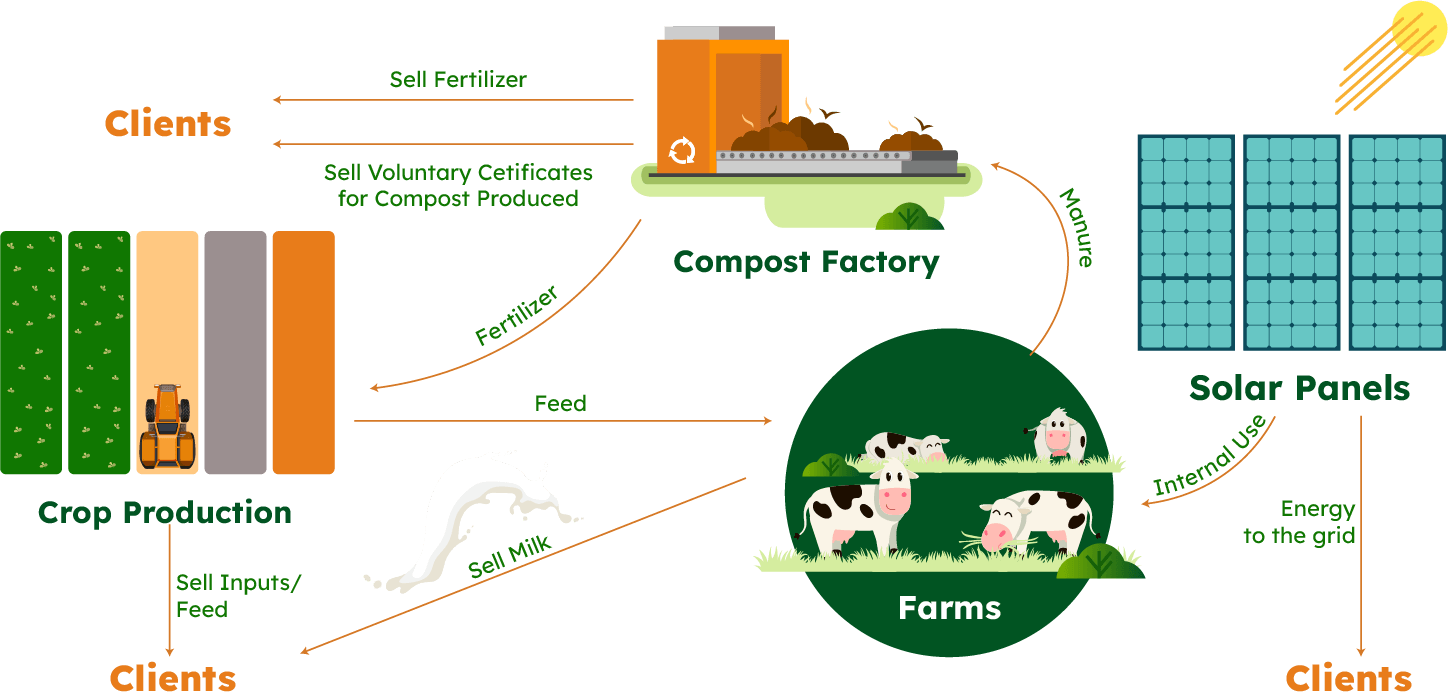 Sell Fertilizer
Clients
Sell Voluntary Cetificates
for Compost Produced
Manure
Compost Factory
Fertilizer
Solar Panels
Feed
Internal Use
Crop Production
Energy
to the grid
Sell Milk
Sell Inputs/
Feed
Farms
Clients
Clients